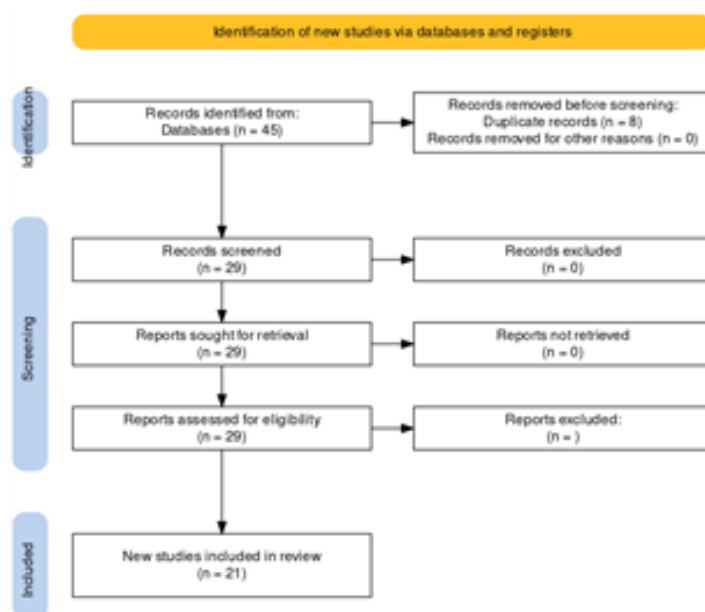 Identification of new studies via databases and registers
Identification
Records identified from:
Databases (n = 45)
Records removed before screening:
Duplicate records (n = 8)
Records removed for other reasons (n = 0)
Screening
Records screened
(n = 29)
Records excluded
(n = 0)
Reports sought for retrieval
(n = 29)
Reports not retrieved
(n = 0)
Reports assessed for eligibility
(n = 29)
Reports excluded:
(n = )
Included
New studies included in review
(n = 21)